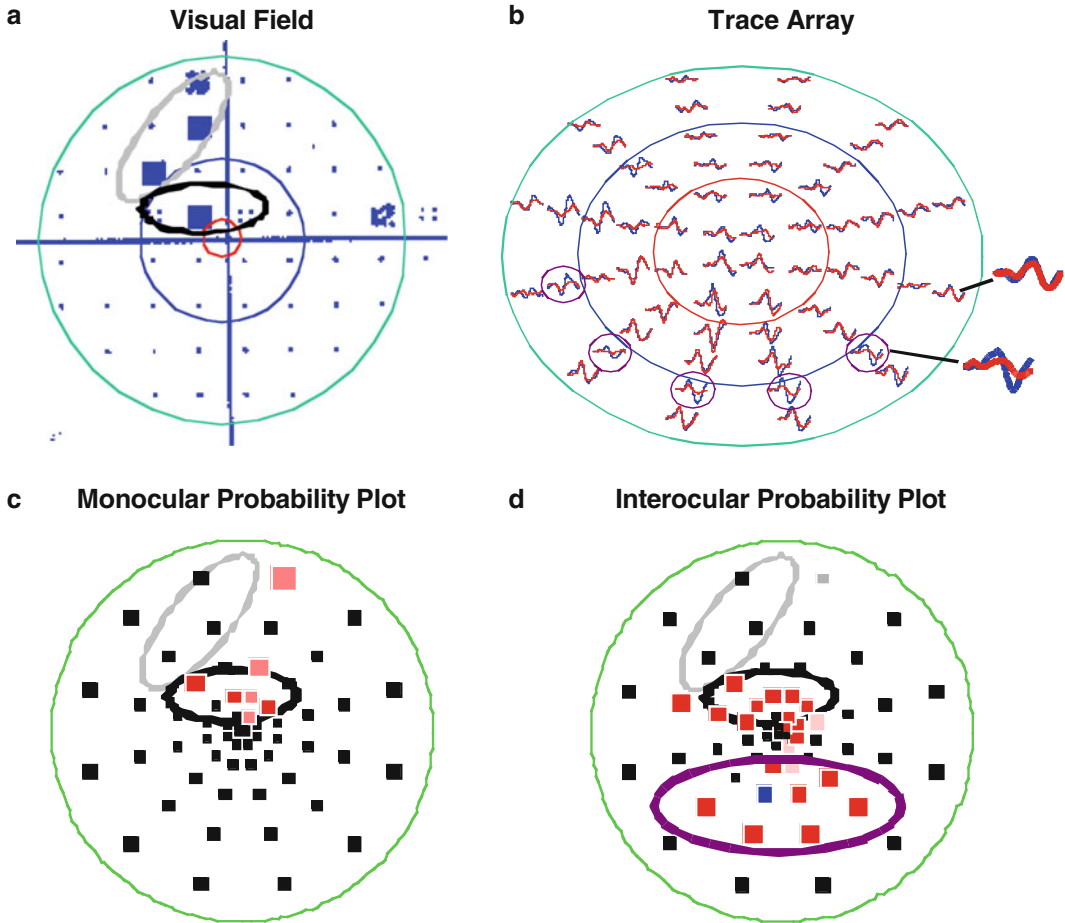 a Visual Field
b Trace Array
c Monocular Probability Plot
d Interocular Probability Plot